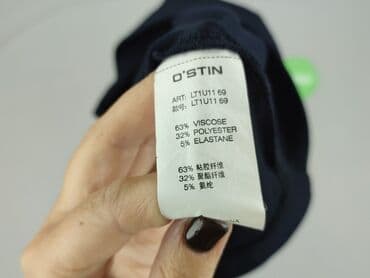 O'STIN
ART: LT1U11 69
款号: LT1U11 69
63% VISCOSE
32% POLYESTER
5% ELASTANE
63% 粘胶纤维
32% 聚酯纤维
5% 氨纶